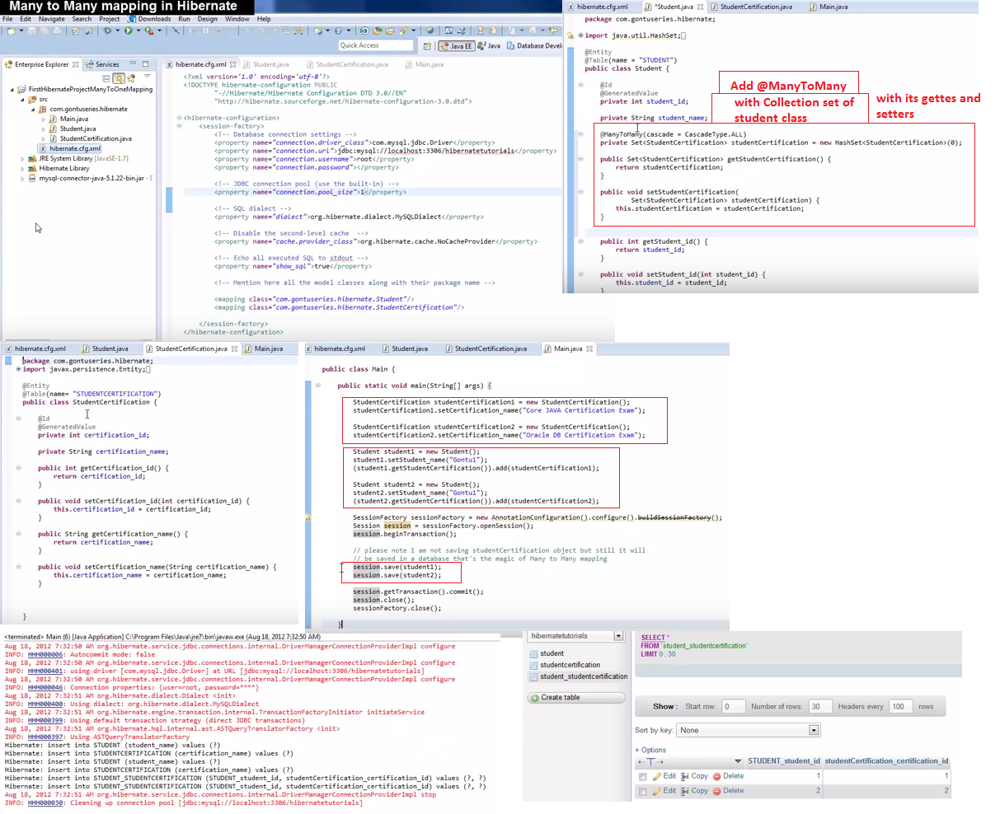 Many to Many mapping in Hibernate
File Edit Navigate Search Project Downloads Run Design Window Help
Quick Access
Java EE Java Database Devel
Enterprise Explorer Services
FirstHibernateProjectManyToOneMapping
src
com.gontuseries.hibernate
Main.java
Student.java
StudentCertification.java
hibernate.cfg.xml
JRE System Library [JavaSE-1.7]
Hibernate Library
mysql-connector-java-5.1.22-bin.jar - D
hibernate.cfg.xml Student.java StudentCertification.java Main.java
<?xml version='1.0' encoding='utf-8'?>
<!DOCTYPE hibernate-configuration PUBLIC
"-//Hibernate/Hibernate Configuration DTD 3.0//EN"
"http://hibernate.sourceforge.net/hibernate-configuration-3.0.dtd">
<hibernate-configuration>
<session-factory>
<!-- Database connection settings -->
<property name="connection.driver_class">com.mysql.jdbc.Driver</property>
<property name="connection.url">jdbc:mysql://localhost:3306/hibernatetutorials</property>
<property name="connection.username">root</property>
<property name="connection.password"></property>
<!-- JDBC connection pool (use the built-in) -->
<property name="connection.pool_size">1</property>
<!-- SQL dialect -->
<property name="dialect">org.hibernate.dialect.MySQLDialect</property>
<!-- Disable the second-level cache -->
<property name="cache.provider_class">org.hibernate.cache.NoCacheProvider</property>
<!-- Echo all executed SQL to stdout -->
<property name="show_sql">true</property>
<!-- Mention here all the model classes along with their package name -->
<mapping class="com.gontuseries.hibernate.Student"/>
<mapping class="com.gontuseries.hibernate.StudentCertification"/>
</session-factory>
</hibernate-configuration>
hibernate.cfg.xml *Student.java StudentCertification.java Main.java
package com.gontuseries.hibernate;
import java.util.HashSet;
@Entity
@Table(name = "STUDENT")
public class Student {
@Id
@GeneratedValue
private int student_id;
private String student_name;
Add @ManyToMany
with Collection set of
student class
with its gettes and
setters
@ManyToMany(cascade = CascadeType.ALL)
private Set<StudentCertification> studentCertification = new HashSet<StudentCertification>(0);
public Set<StudentCertification> getStudentCertification() {
return studentCertification;
}
public void setStudentCertification(
Set<StudentCertification> studentCertification) {
this.studentCertification = studentCertification;
}
public int getStudent_id() {
return student_id;
}
public void setStudent_id(int student_id) {
this.student_id = student_id;
}
hibernate.cfg.xml Student.java StudentCertification.java Main.java
package com.gontuseries.hibernate;
import javax.persistence.Entity;
@Entity
@Table(name= "STUDENTCERTIFICATION")
public class StudentCertification {
@Id
@GeneratedValue
private int certification_id;
private String certification_name;
public int getCertification_id() {
return certification_id;
}
public void setCertification_id(int certification_id) {
this.certification_id = certification_id;
}
public String getCertification_name() {
return certification_name;
}
public void setCertification_name(String certification_name) {
this.certification_name = certification_name;
}
}
hibernate.cfg.xml Student.java StudentCertification.java Main.java
public class Main {
public static void main(String[] args) {
StudentCertification studentCertification1 = new StudentCertification();
studentCertification1.setCertification_name("Core JAVA Certification Exam");
StudentCertification studentCertification2 = new StudentCertification();
studentCertification2.setCertification_name("Oracle DB Certification Exam");
Student student1 = new Student();
student1.setStudent_name("Gontu1");
(student1.getStudentCertification()).add(studentCertification1);
Student student2 = new Student();
student2.setStudent_name("Gontu1");
(student2.getStudentCertification()).add(studentCertification2);
SessionFactory sessionFactory = new AnnotationConfiguration().configure().buildSessionFactory();
Session session = sessionFactory.openSession();
session.beginTransaction();
// please note I am not saving studentCertification object but still it will
// be saved in a database that's the magic of Many to Many mapping
session.save(student1);
session.save(student2);
session.getTransaction().commit();
session.close();
sessionFactory.close();
}
<terminated> Main (6) [Java Application] C:\Program Files\Java\jre7\bin\javaw.exe (Aug 18, 2012 7:32:50 AM)
Aug 18, 2012 7:32:50 AM org.hibernate.service.jdbc.connections.internal.DriverManagerConnectionProviderImpl configure
INFO: HHH000006: Autocommit mode: false
Aug 18, 2012 7:32:50 AM org.hibernate.service.jdbc.connections.internal.DriverManagerConnectionProviderImpl configure
INFO: HHH000401: using driver [com.mysql.jdbc.Driver] at URL [jdbc:mysql://localhost:3306/hibernatetutorials]
Aug 18, 2012 7:32:50 AM org.hibernate.service.jdbc.connections.internal.DriverManagerConnectionProviderImpl configure
INFO: HHH000046: Connection properties: {user=root, password=****}
Aug 18, 2012 7:32:51 AM org.hibernate.dialect.Dialect <init>
INFO: HHH000400: Using dialect: org.hibernate.dialect.MySQLDialect
Aug 18, 2012 7:32:51 AM org.hibernate.engine.transaction.internal.TransactionFactoryInitiator initiateService
INFO: HHH000399: Using default transaction strategy (direct JDBC transactions)
Aug 18, 2012 7:32:51 AM org.hibernate.hql.internal.ast.ASTQueryTranslatorFactory <init>
INFO: HHH000397: Using ASTQueryTranslatorFactory
Hibernate: insert into STUDENT (student_name) values (?)
Hibernate: insert into STUDENTCERTIFICATION (certification_name) values (?)
Hibernate: insert into STUDENT (student_name) values (?)
Hibernate: insert into STUDENTCERTIFICATION (certification_name) values (?)
Hibernate: insert into STUDENT_STUDENTCERTIFICATION (STUDENT_student_id, studentCertification_certification_id) values (?, ?)
Hibernate: insert into STUDENT_STUDENTCERTIFICATION (STUDENT_student_id, studentCertification_certification_id) values (?, ?)
Aug 18, 2012 7:32:51 AM org.hibernate.service.jdbc.connections.internal.DriverManagerConnectionProviderImpl stop
INFO: HHH000030: Cleaning up connection pool [jdbc:mysql://localhost:3306/hibernatetutorials]
hibernatetutorials
student
studentcertification
student_studentcertification
Create table
SELECT *
FROM `student_studentcertification`
LIMIT 0 , 30
Show : Start row: 0 Number of rows: 30 Headers every 100 rows
Sort by key: None
+ Options
←T→ STUDENT_student_id studentCertification_certification_id
Edit Copy Delete 1 1
Edit Copy Delete 2 2